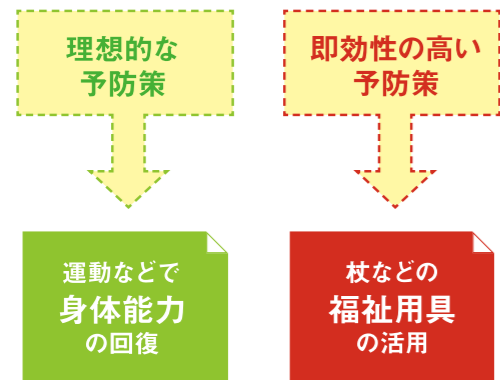 理想的な
予防策
即効性の高い
予防策
運動などで
身体能力
の回復
杖などの
福祉用具
の活用